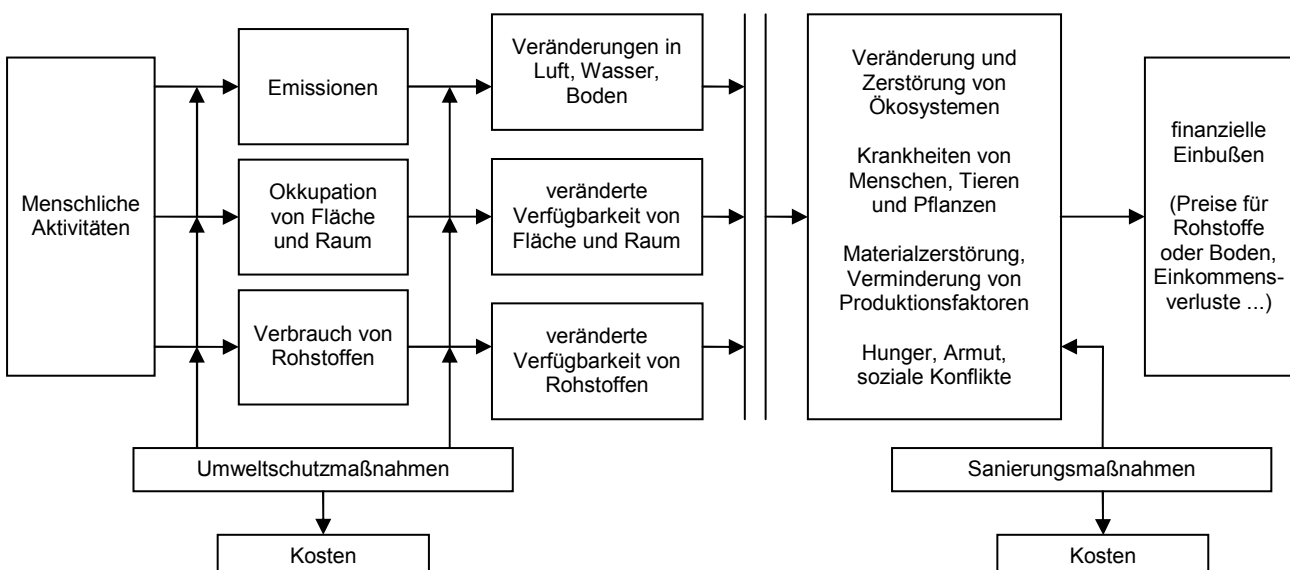 Menschliche
Aktivitäten
Emissionen
Okkupation
von Fläche
und Raum
Verbrauch von
Rohstoffen
Veränderungen in
Luft, Wasser,
Boden
veränderte
Verfügbarkeit von
Fläche und Raum
veränderte
Verfügbarkeit von
Rohstoffen
Veränderung und
Zerstörung von
Ökosystemen
Krankheiten von
Menschen, Tieren
und Pflanzen
Materialzerstörung,
Verminderung von
Produktionsfaktoren
Hunger, Armut,
soziale Konflikte
finanzielle
Einbußen
(Preise für
Rohstoffe
oder Boden,
Einkommens-
verluste ...)
Umweltschutzmaßnahmen
Kosten
Sanierungsmaßnahmen
Kosten